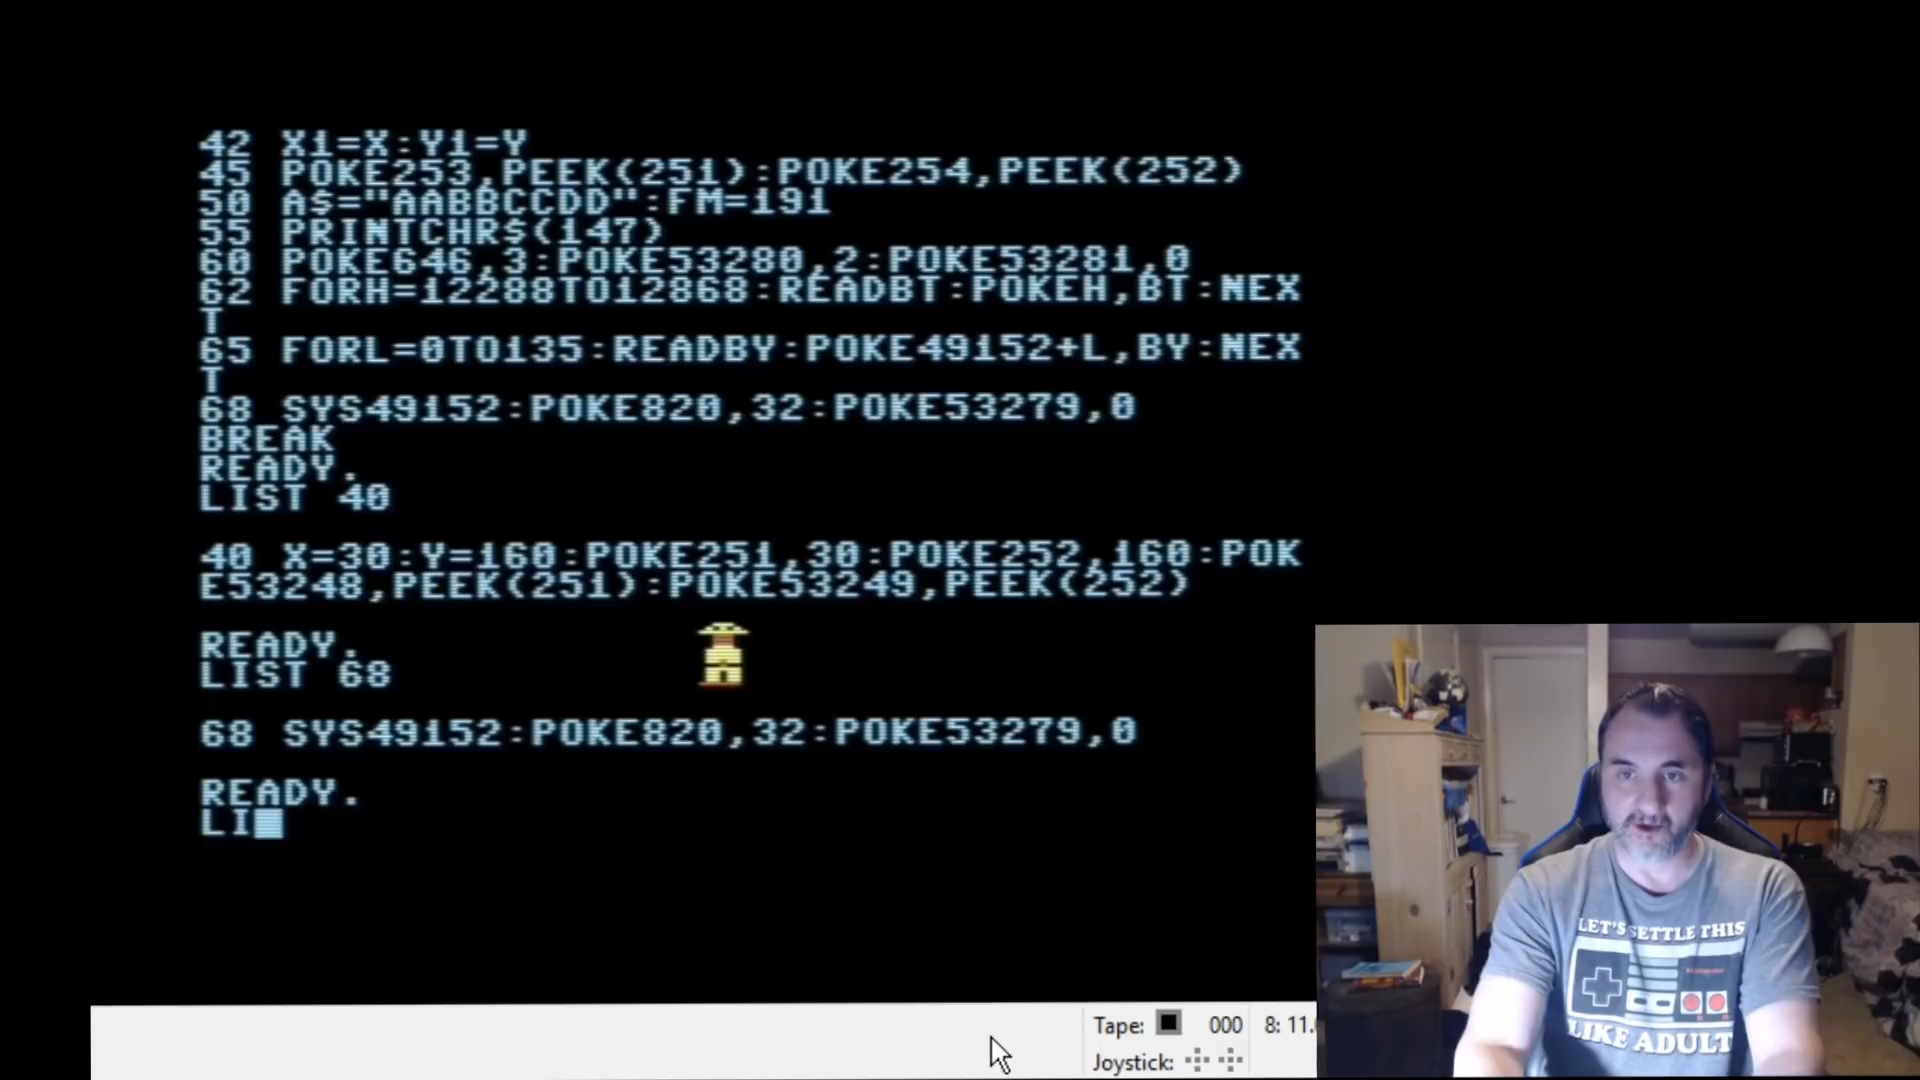 42 X1=X:Y1=Y
45 POKE253,PEEK(251):POKE254,PEEK(252)
50 A$="AABBCCDD":FM=191
55 PRINTCHR$(147)
60 POKE646,3:POKE53280,2:POKE53281,0
62 FORH=12288TO12868:READBT:POKEH,BT:NEX
T
65 FORL=0TO135:READBY:POKE49152+L,BY:NEX
T
68 SYS49152:POKE820,32:POKE53279,0
BREAK
READY.
LIST 40
40 X=30:Y=160:POKE251,30:POKE252,160:POK
E53248,PEEK(251):POKE53249,PEEK(252)
READY.
LIST 68
68 SYS49152:POKE820,32:POKE53279,0
READY.
LI
Tape: 000 8: 11.
Joystick:
LET'S SETTLE THIS
LIKE ADULT